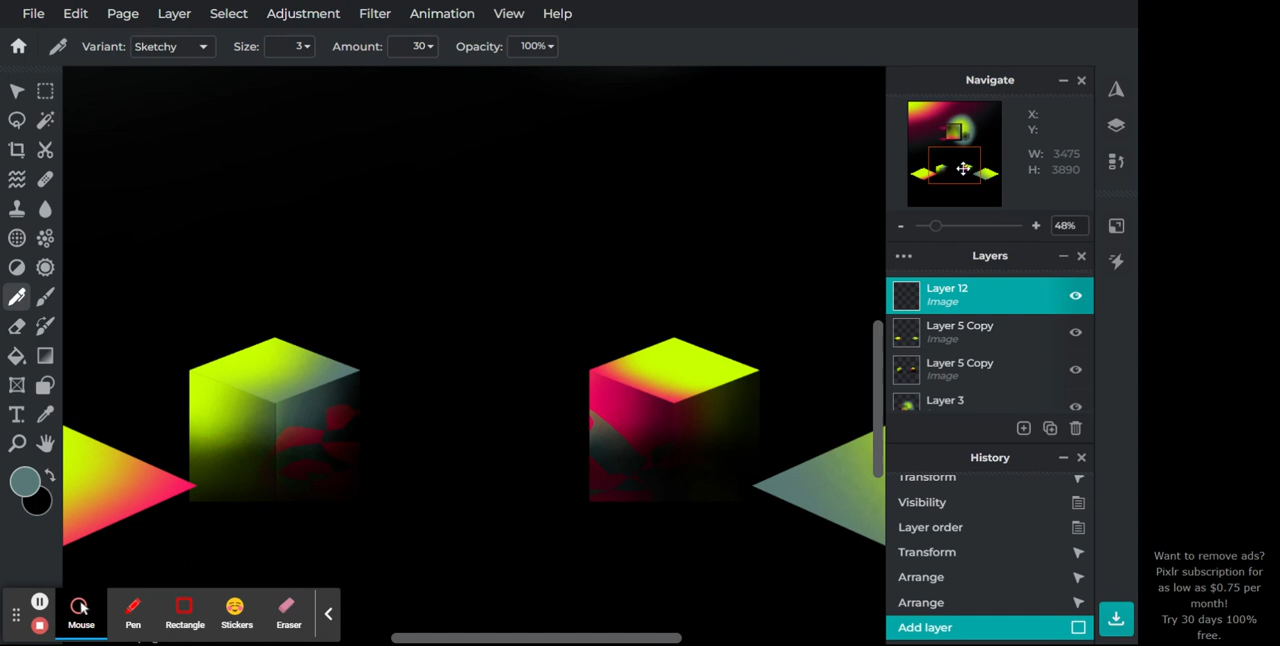 File Edit Page Layer Select Adjustment Filter Animation View Help
Variant: Sketchy Size: 3 Amount: 30 Opacity: 100%
Navigate
X:
Y:
W: 3475
H: 3890
- + 48%
Layers
Layer 12
Image
Layer 5 Copy
Image
Layer 5 Copy
Image
Layer 3
History
Transform
Visibility
Layer order
Transform
Arrange
Arrange
Add layer
Mouse Pen Rectangle Stickers Eraser
Want to remove ads?
Pixlr subscription for
as low as $0.75 per
month!
Try 30 days 100%
free.